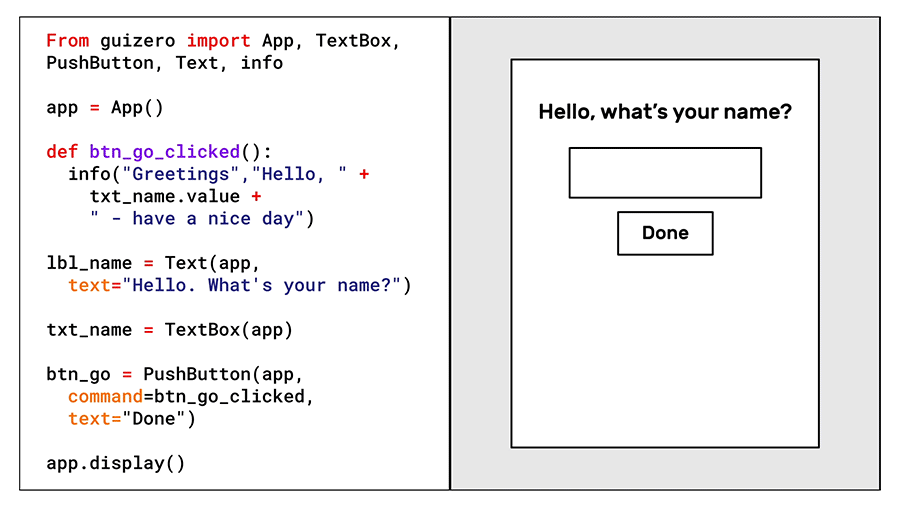 From guizero import App, TextBox,
PushButton, Text, info
app = App()
def btn_go_clicked():
info("Greetings","Hello, " +
txt_name.value +
" - have a nice day")
lbl_name = Text(app,
text="Hello. What's your name?")
txt_name = TextBox(app)
btn_go = PushButton(app,
command=btn_go_clicked,
text="Done")
app.display()
Hello, what’s your name?
Done